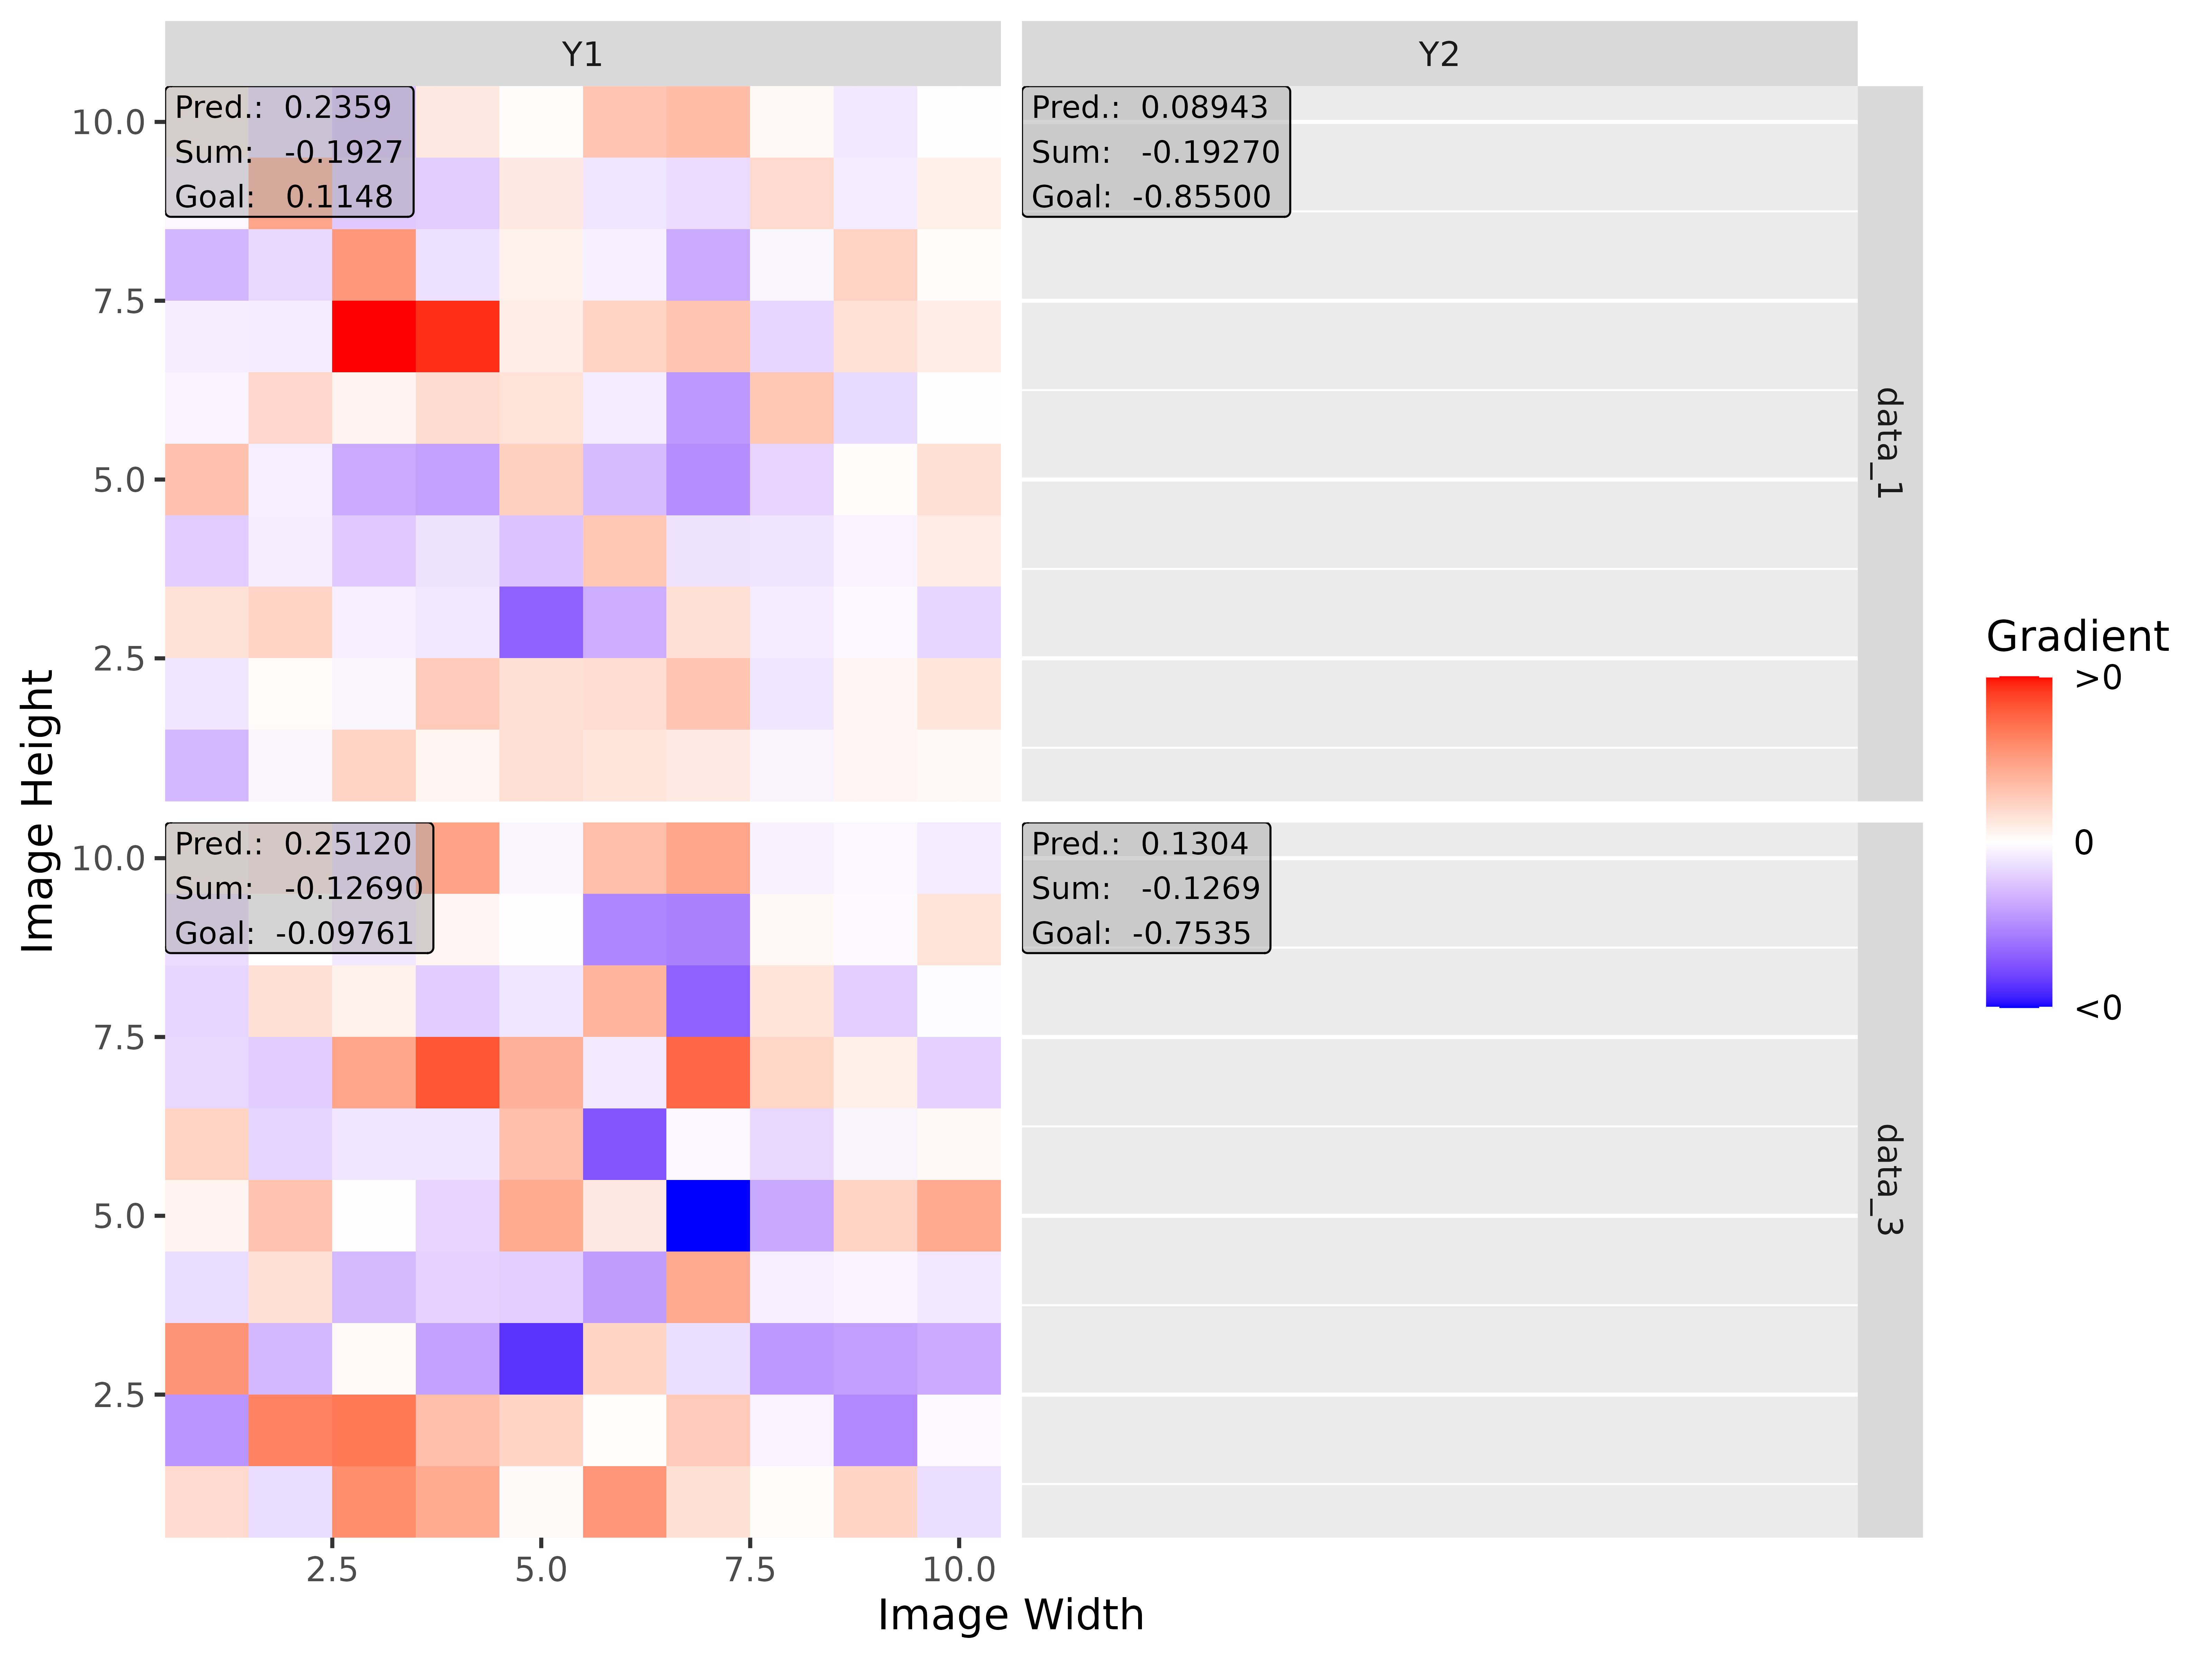 Y1
Y2
Pred.: 0.2359
Sum: -0.1927
Goal: 0.1148
Pred.: 0.08943
Sum: -0.19270
Goal: -0.85500
10.0
7.5
5.0
2.5
data_1
Pred.: 0.25120
Sum: -0.12690
Goal: -0.09761
Pred.: 0.1304
Sum: -0.1269
Goal: -0.7535
10.0
7.5
5.0
2.5
data_3
2.5
5.0
7.5
10.0
Image Width
Image Height
Gradient
>0
0
<0